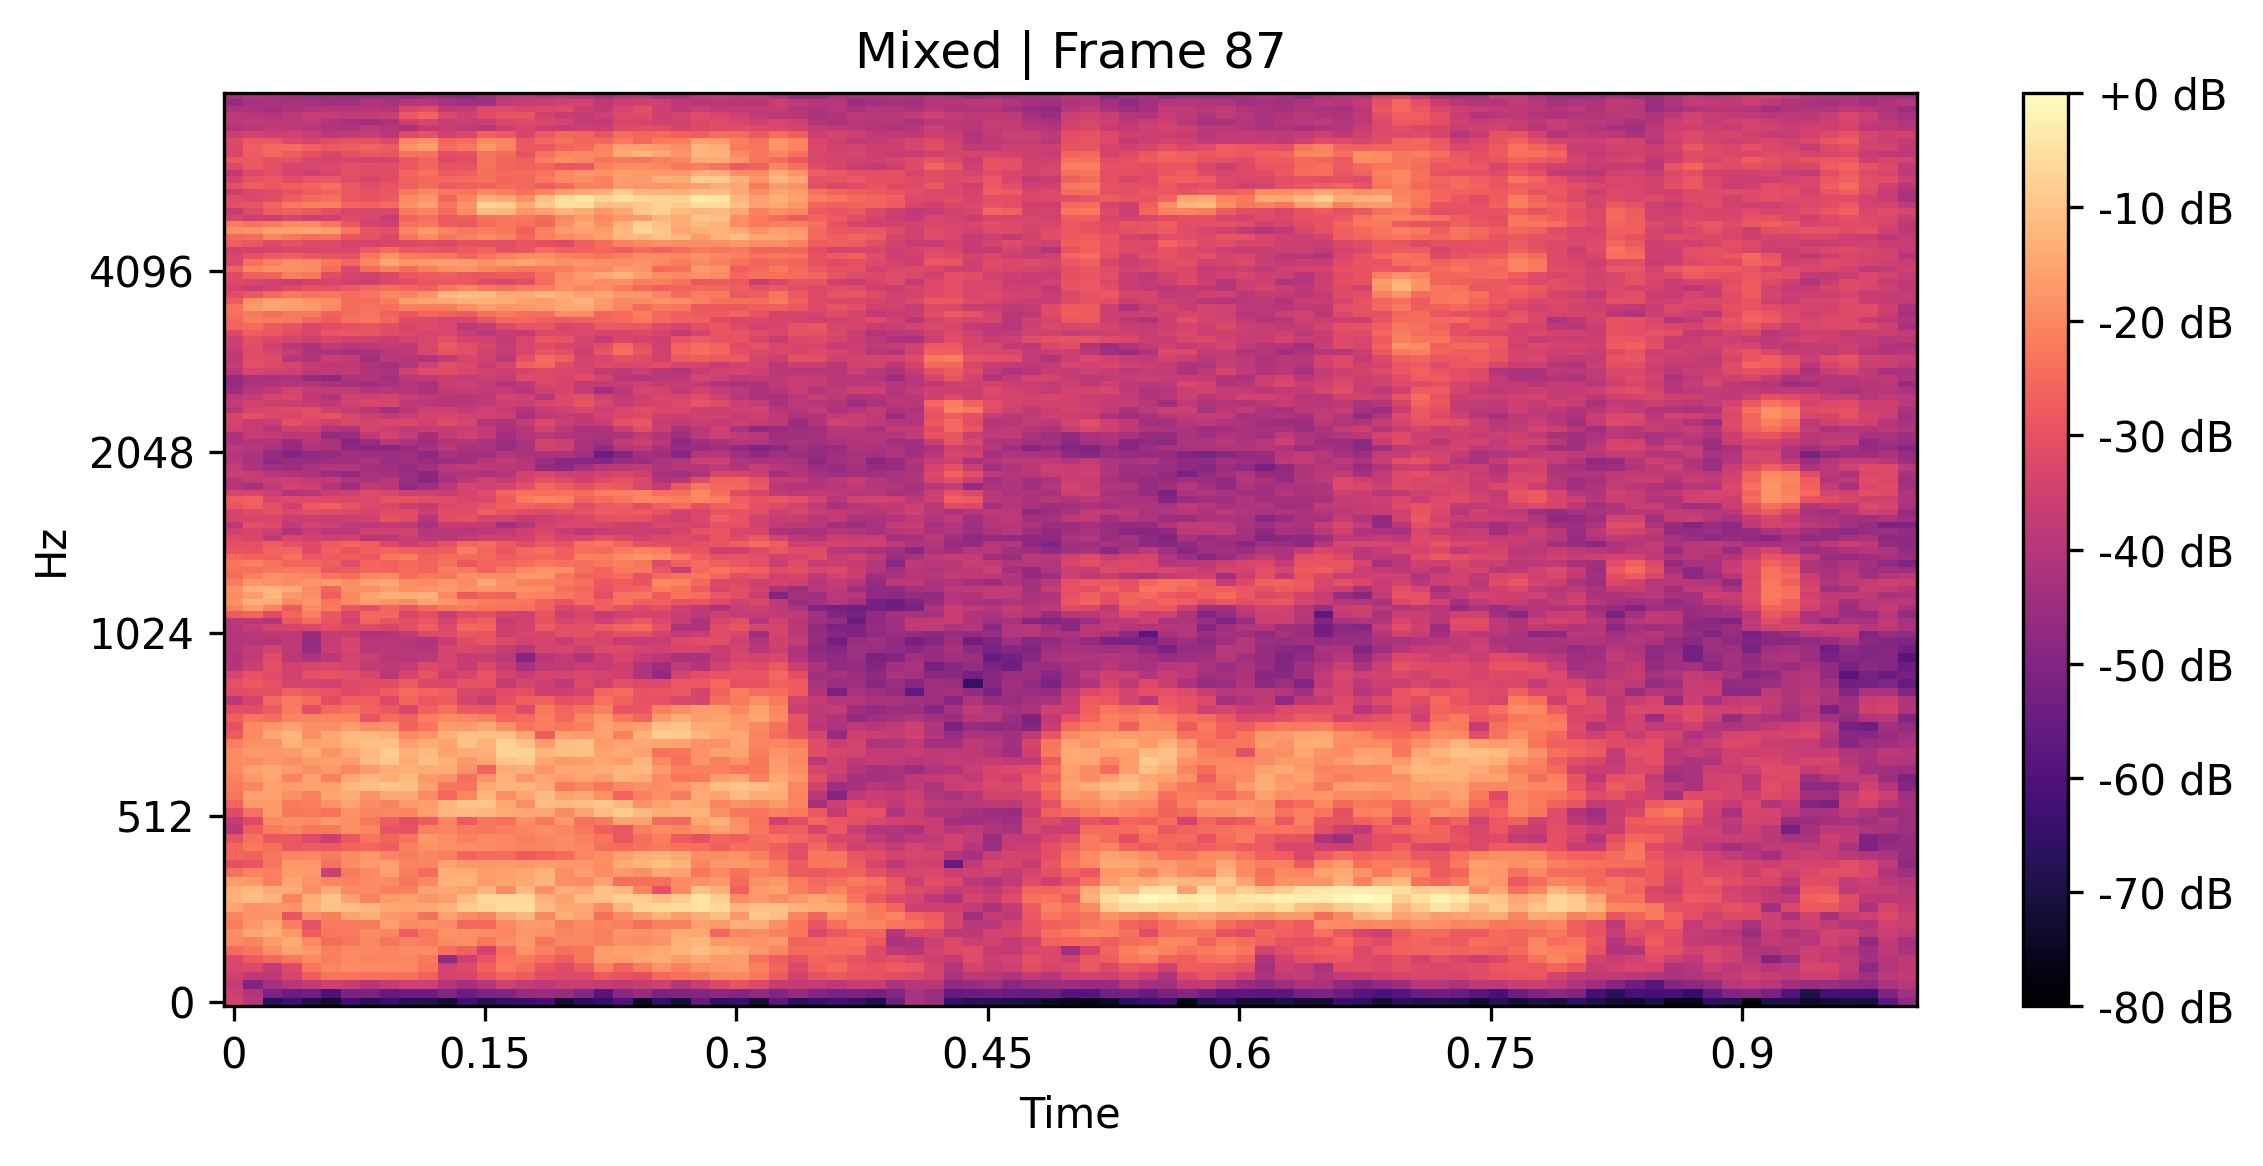 Mixed | Frame 87
+0 dB
-10 dB
-20 dB
-30 dB
-40 dB
-50 dB
-60 dB
-70 dB
-80 dB
Hz
4096
2048
1024
512
0
0 0.15 0.3 0.45 0.6 0.75 0.9
Time